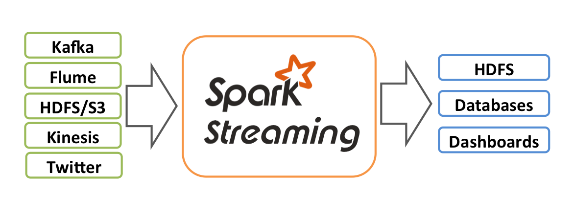 Kafka
Flume
HDFS/S3
Kinesis
Twitter
Spark
Streaming
HDFS
Databases
Dashboards